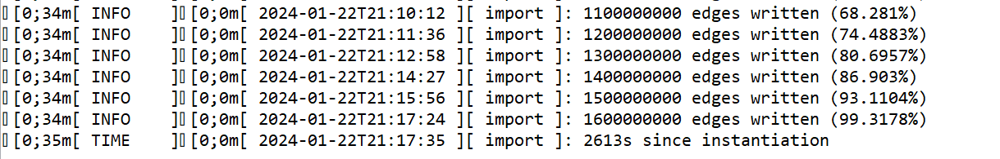 [0;34m[ INFO     ][0;0m[ 2024-01-22T21:10:12 ][ import ]: 1100000000 edges written (68.281%)
[0;34m[ INFO     ][0;0m[ 2024-01-22T21:11:36 ][ import ]: 1200000000 edges written (74.4883%)
[0;34m[ INFO     ][0;0m[ 2024-01-22T21:12:58 ][ import ]: 1300000000 edges written (80.6957%)
[0;34m[ INFO     ][0;0m[ 2024-01-22T21:14:27 ][ import ]: 1400000000 edges written (86.903%)
[0;34m[ INFO     ][0;0m[ 2024-01-22T21:15:56 ][ import ]: 1500000000 edges written (93.1104%)
[0;34m[ INFO     ][0;0m[ 2024-01-22T21:17:24 ][ import ]: 1600000000 edges written (99.3178%)
[0;35m[ TIME     ][0;0m[ 2024-01-22T21:17:35 ][ import ]: 2613s since instantiation